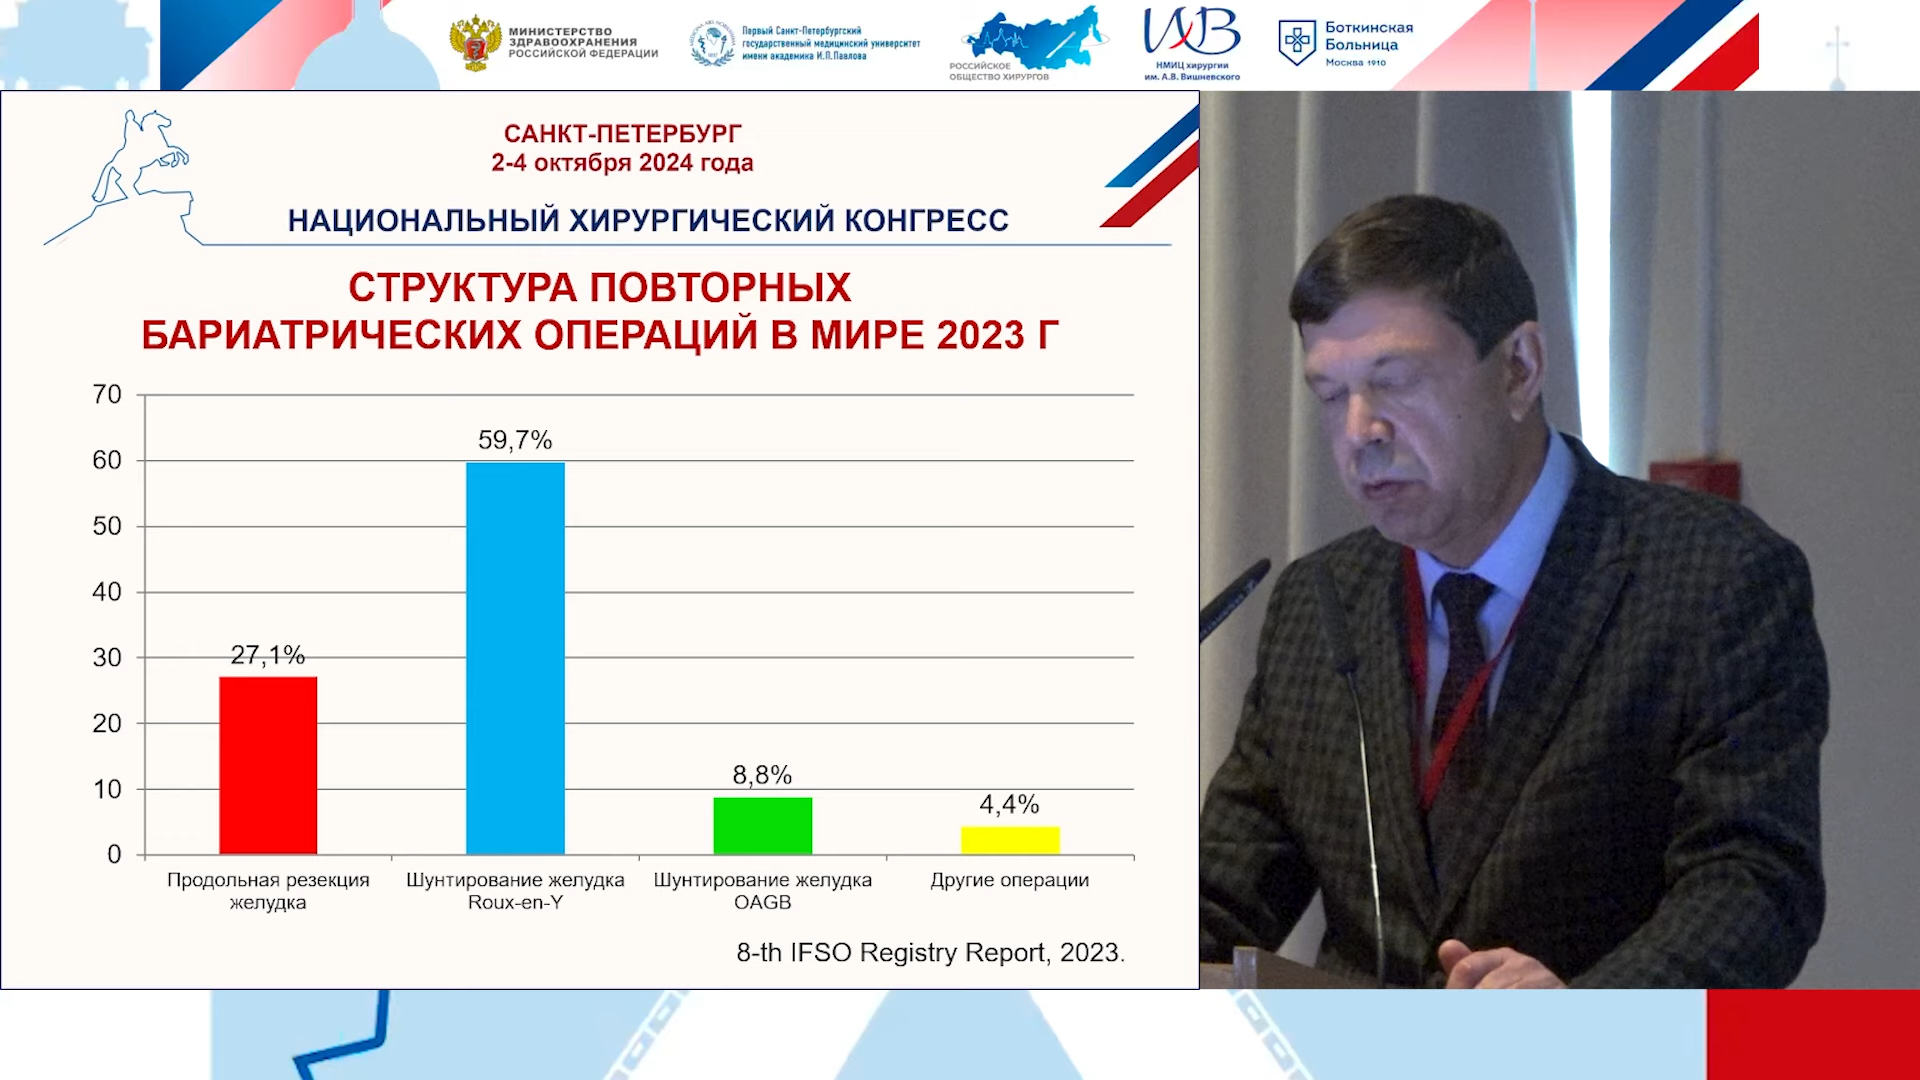 МИНИСТЕРСТВО
ЗДРАВООХРАНЕНИЯ
РОССИЙСКОЙ ФЕДЕРАЦИИ
Первый Санкт-Петербургский
государственный медицинский университет
имени академика И.П.Павлова
РОССИЙСКОЕ
ОБЩЕСТВО ХИРУРГОВ
ИХВ
НМИЦ хирургии
им. А.В. Вишневского
Боткинская
Больница
Москва 1910
САНКТ-ПЕТЕРБУРГ
2-4 октября 2024 года
НАЦИОНАЛЬНЫЙ ХИРУРГИЧЕСКИЙ КОНГРЕСС
СТРУКТУРА ПОВТОРНЫХ
БАРИАТРИЧЕСКИХ ОПЕРАЦИЙ В МИРЕ 2023 Г
70
60
50
40
30
20
10
0
27,1%
59,7%
8,8%
4,4%
Продольная резекция
желудка
Шунтирование желудка
Roux-en-Y
Шунтирование желудка
OAGB
Другие операции
8-th IFSO Registry Report, 2023.